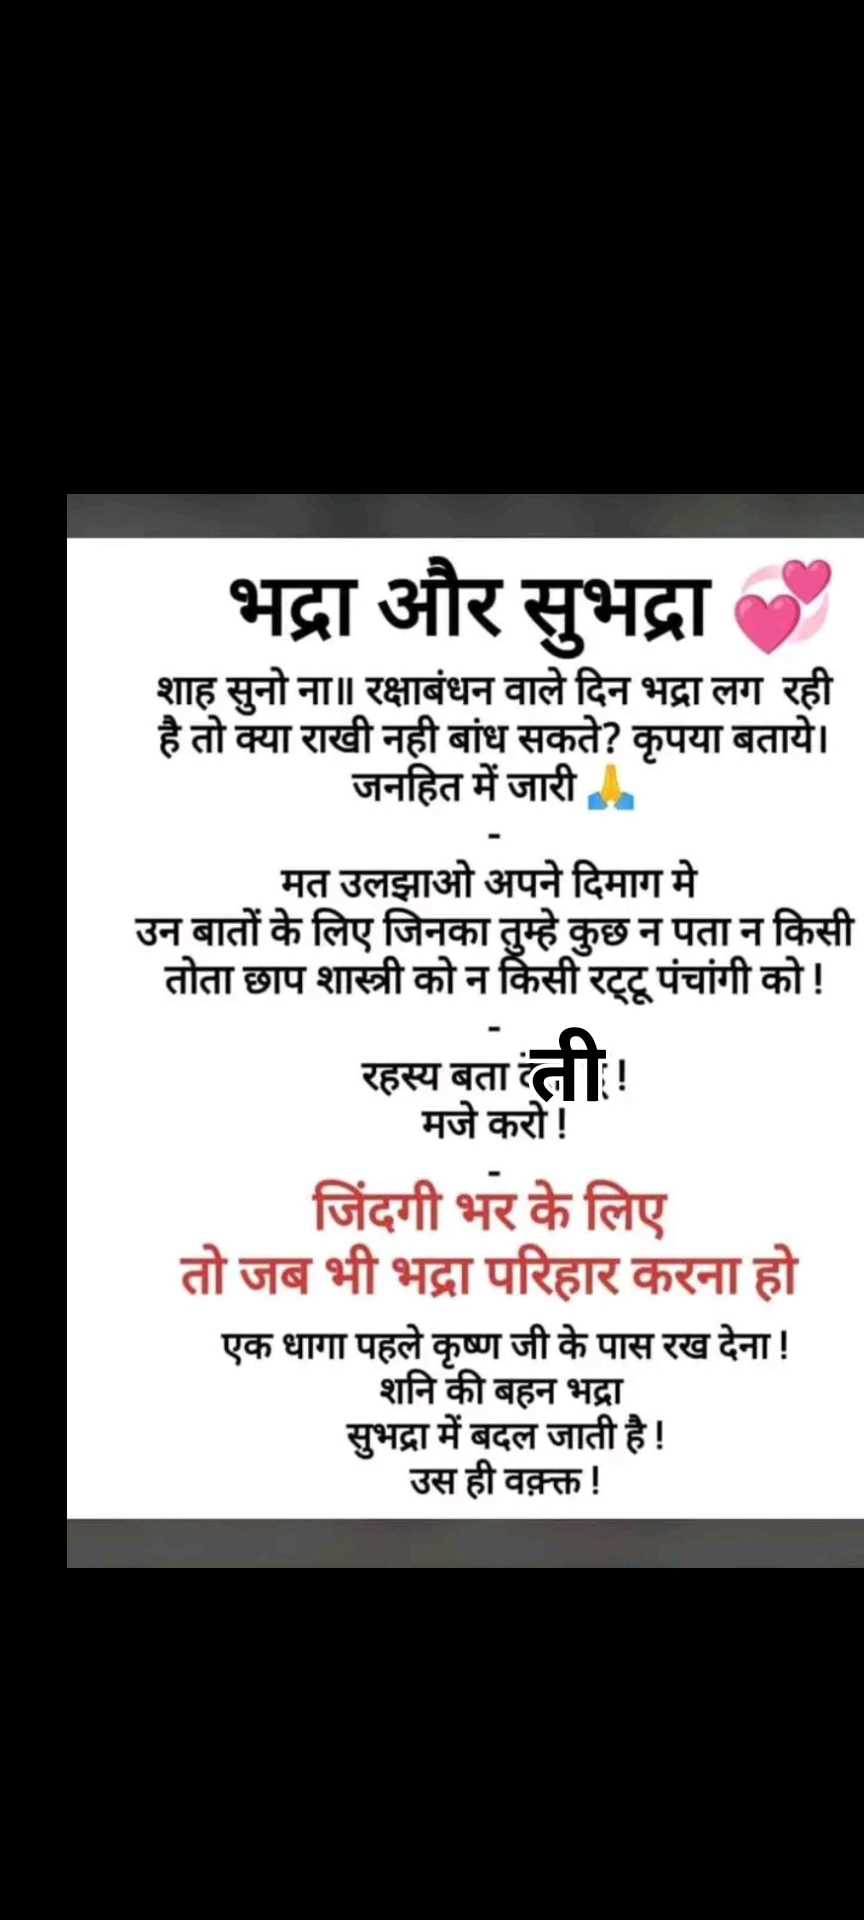 भद्रा और सुभद्रा 💞
शाह सुनो ना॥ रक्षाबंधन वाले दिन भद्रा लग रही
है तो क्या राखी नही बांध सकते? कृपया बताये।
जनहित में जारी 🙏
-
मत उलझाओ अपने दिमाग मे
उन बातों के लिए जिनका तुम्हे कुछ न पता न किसी
तोता छाप शास्त्री को न किसी रट्टू पंचांगी को !
-
रहस्य बता ती !
मजे करो !
-
जिंदगी भर के लिए
तो जब भी भद्रा परिहार करना हो
एक धागा पहले कृष्ण जी के पास रख देना !
शनि की बहन भद्रा
सुभद्रा में बदल जाती है !
उस ही वक़्क्त !